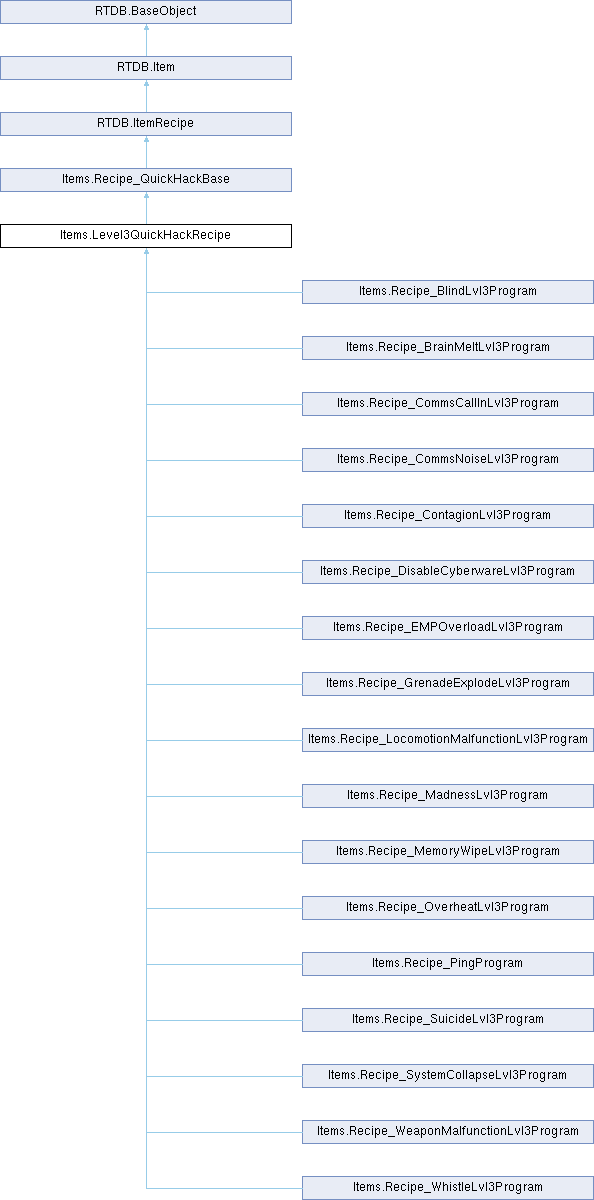 RTDB.BaseObject
RTDB.Item
RTDB.ItemRecipe
Items.Recipe_QuickHackBase
Items.Level3QuickHackRecipe
Items.Recipe_BlindLvl3Program
Items.Recipe_BrainMeltLvl3Program
Items.Recipe_CommsCallInLvl3Program
Items.Recipe_CommsNoiseLvl3Program
Items.Recipe_ContagionLvl3Program
Items.Recipe_DisableCyberwareLvl3Program
Items.Recipe_EMPOverloadLvl3Program
Items.Recipe_GrenadeExplodeLvl3Program
Items.Recipe_LocomotionMalfunctionLvl3Program
Items.Recipe_MadnessLvl3Program
Items.Recipe_MemoryWipeLvl3Program
Items.Recipe_OverheatLvl3Program
Items.Recipe_PingProgram
Items.Recipe_SuicideLvl3Program
Items.Recipe_SystemCollapseLvl3Program
Items.Recipe_WeaponMalfunctionLvl3Program
Items.Recipe_WhistleLvl3Program